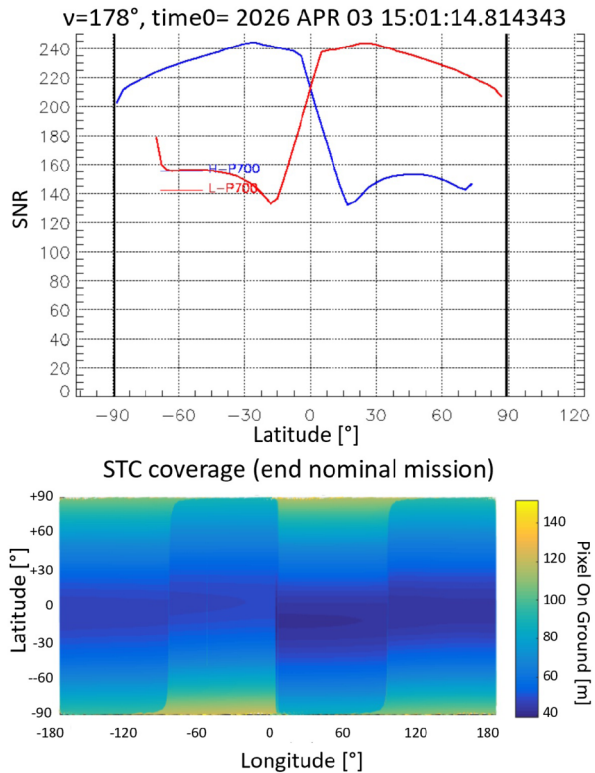 ν=178°, time0= 2026 APR 03 15:01:14.814343
240
220
200
180
160
140
120
100
80
60
40
20
0
SNR
H-P700
L-P700
-90 -60 -30 0 30 60 90 120
Latitude [°]
STC coverage (end nominal mission)
+90
+60
+30
0
-30
--60
-90
Latitude [°]
-180 -120 -60 0 60 120 180
Longitude [°]
140
120
100
80
60
40
Pixel On Ground [m]